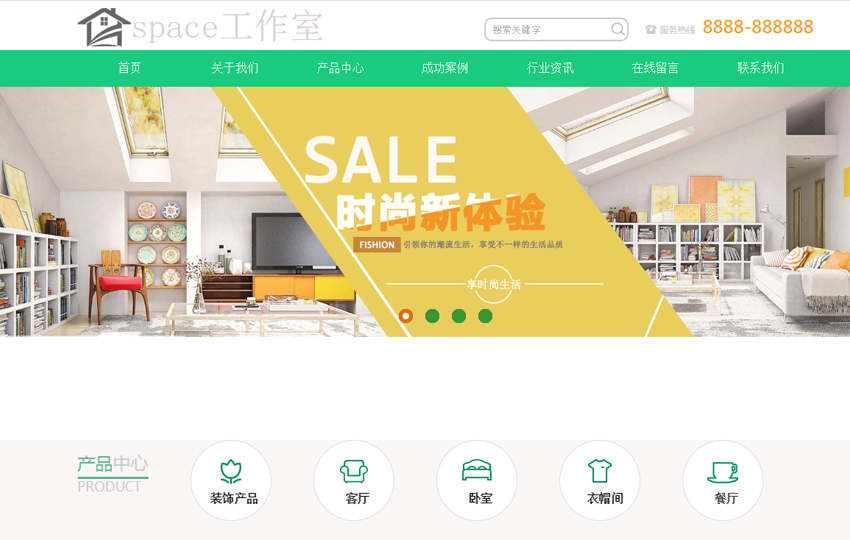 space工作室
搜索关键字
服务热线 8888-888888
首页 关于我们 产品中心 成功案例 行业资讯 在线留言 联系我们
SALE
时尚新体验
FISHION 引领你的潮流生活，享受不一样的生活品质
享时尚生活
产品中心
PRODUCT
装饰产品 客厅 卧室 衣帽间 餐厅